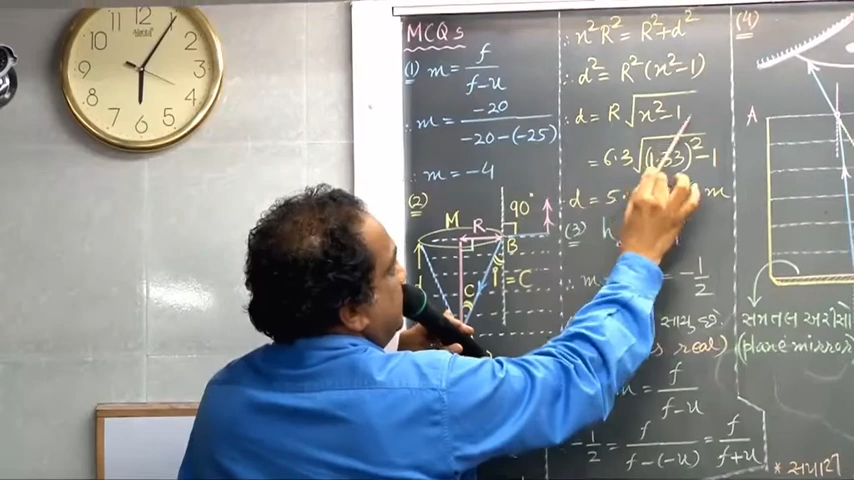 MCQs
(1) m = f / f-u
∴ m = -20 / -20-(-25)
∴ m = -4
(2)
M
R
90°
B
i = C
C
∴ n²R² = R²+d²
∴ d² = R²(n²-1)
∴ d = R√n²-1
= 6.3√(1.33)²-1
∴ d = 5. m
(3) h
- 1/2
real)
m = f / f-u
- 1/2 = f / f-(-u) = f / f+u
(4)
A
સમતલ અરીસા
(plane mirror)
* સપાટી
12 1 2 3 4 5 6 7 8 9 10 11